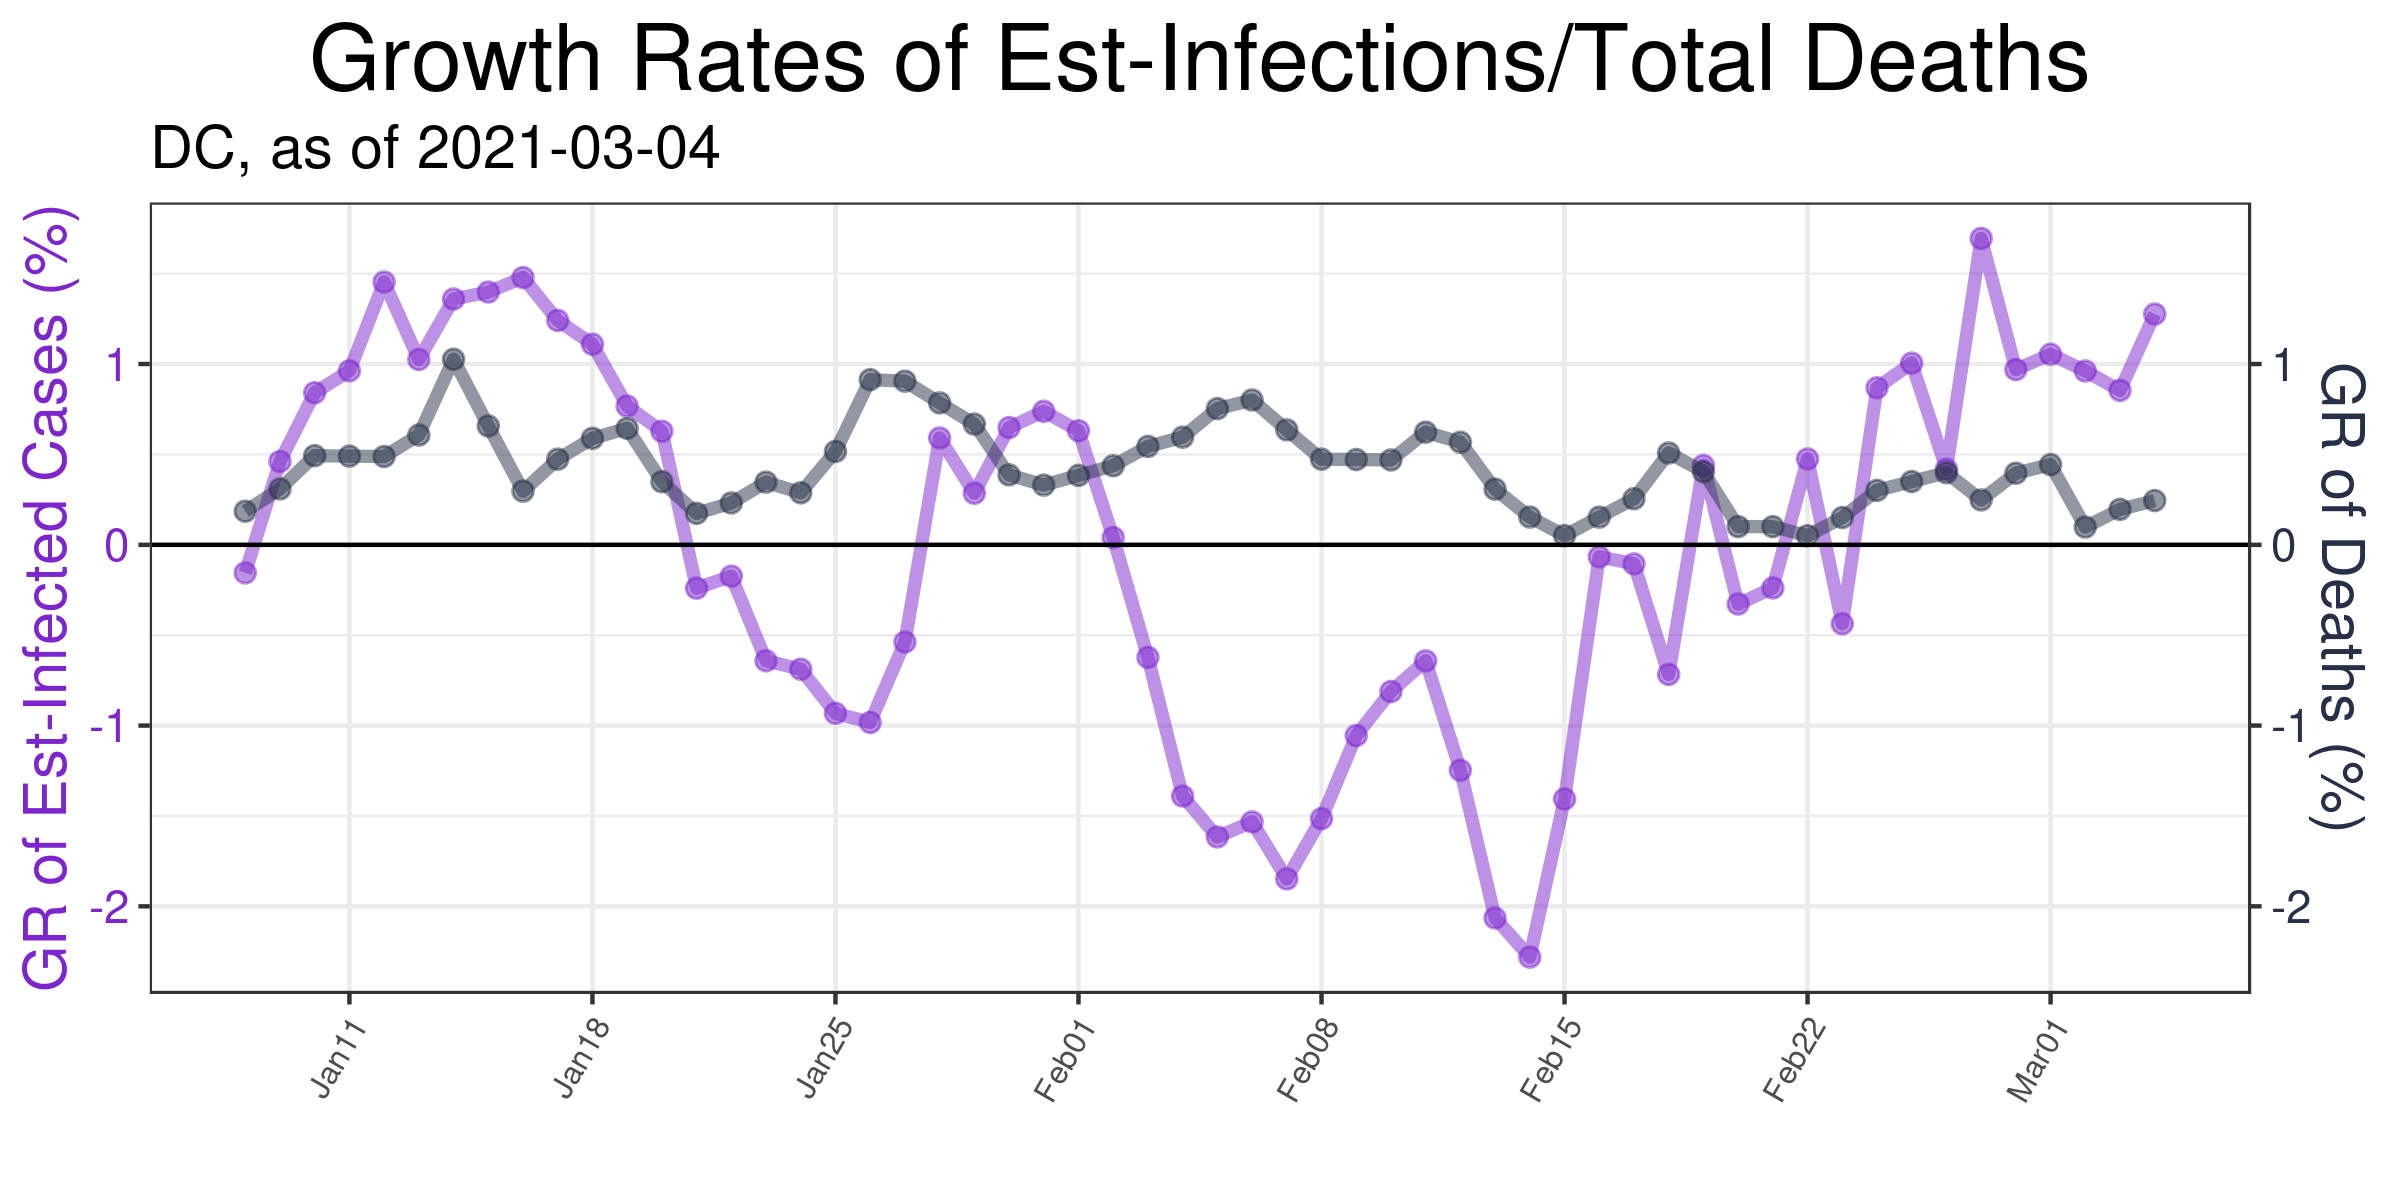 Growth Rates of Est-Infections/Total Deaths
DC, as of 2021-03-04
GR of Est-Infected Cases (%)
1
0
-1
-2
1
0
-1
-2
GR of Deaths (%)
Jan11
Jan18
Jan25
Feb01
Feb08
Feb15
Feb22
Mar01